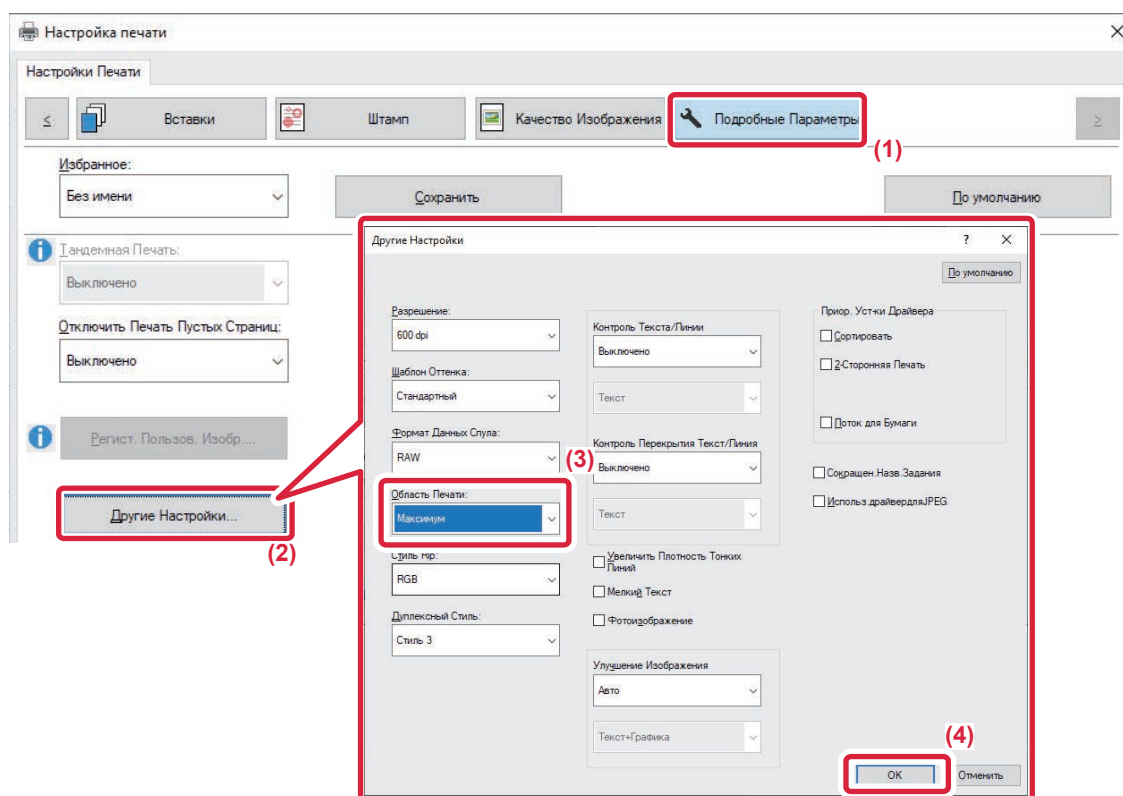 Настройка печати
Настройки Печати
≤
Вставки
Штамп
Качество Изображения
Подробные Параметры
≥
(1)
Избранное:
Без имени
Сохранить
По умолчанию
Тандемная Печать:
Выключено
Отключить Печать Пустых Страниц:
Выключено
Регист. Пользов. Изобр....
Другие Настройки...
(2)
Другие Настройки
?
По умолчанию
Разрешение:
600 dpi
Шаблон Оттенка:
Стандартный
Формат Данных Спула:
RAW
(3)
Область Печати:
Максимум
Стиль Rip:
RGB
Дуплексный Стиль:
Стиль 3
Контроль Текста/Линии
Выключено
Текст
Контроль Перекрытия Текст/Линия
Выключено
Текст
Увеличить Плотность Тонких
Линий
Мелкий Текст
Фотоизображение
Улучшение Изображения
Авто
Текст+Графика
Приор. Уст-ки Драйвера
Сортировать
2-Сторонняя Печать
Поток для Бумаги
Сокращен.Назв.Задания
Использ.драйвердляJPEG
(4)
OK
Отменить